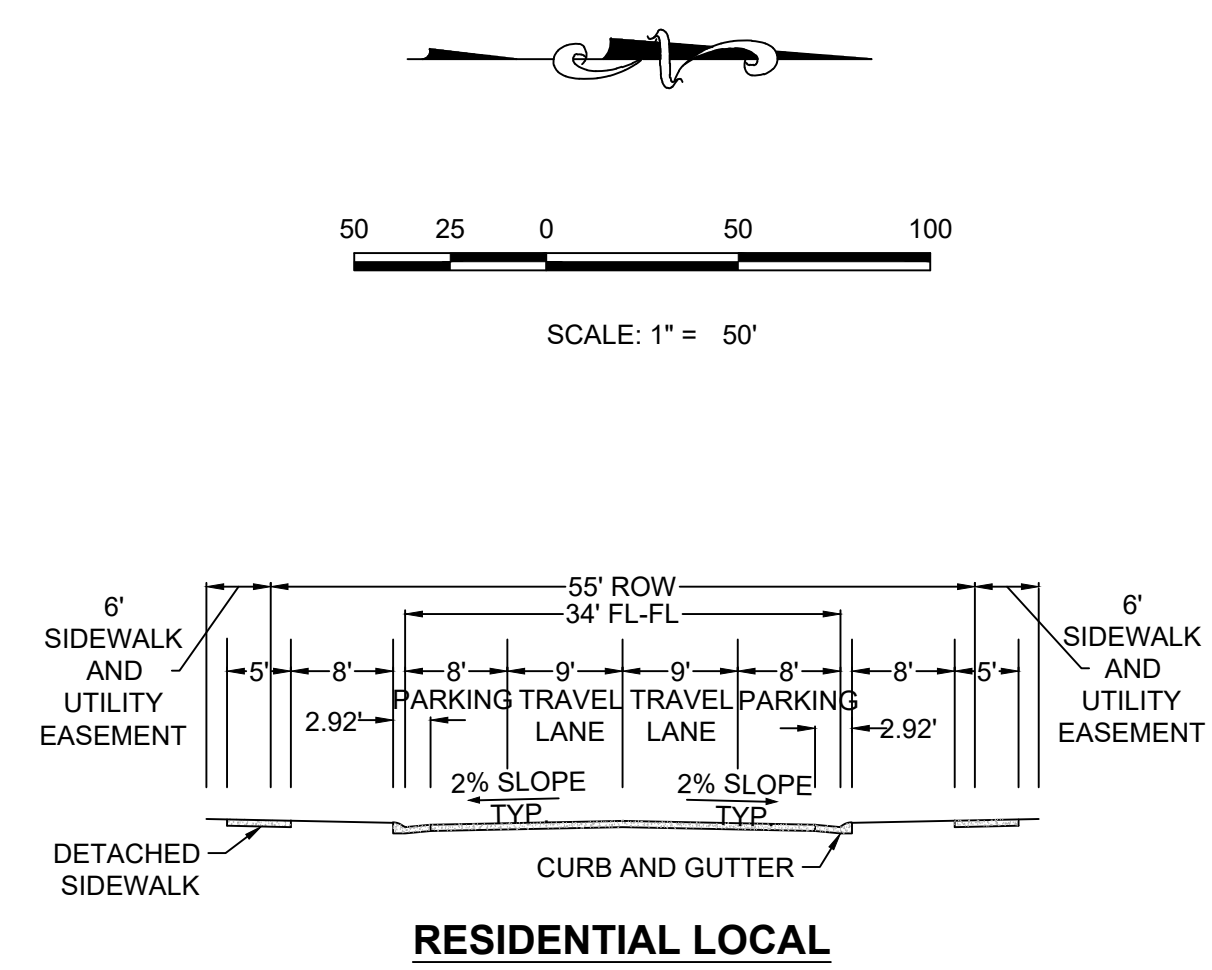 50 25 0 50 100
SCALE: 1" = 50'
55' ROW
34' FL-FL
6'
SIDEWALK
AND
UTILITY
EASEMENT
6'
SIDEWALK
AND
UTILITY
EASEMENT
5' 8' 8' 9' 9' 8' 8' 5'
PARKING TRAVEL LANE TRAVEL LANE PARKING
2.92' 2.92'
2% SLOPE
TYP.
2% SLOPE
TYP.
DETACHED
SIDEWALK
CURB AND GUTTER
RESIDENTIAL LOCAL